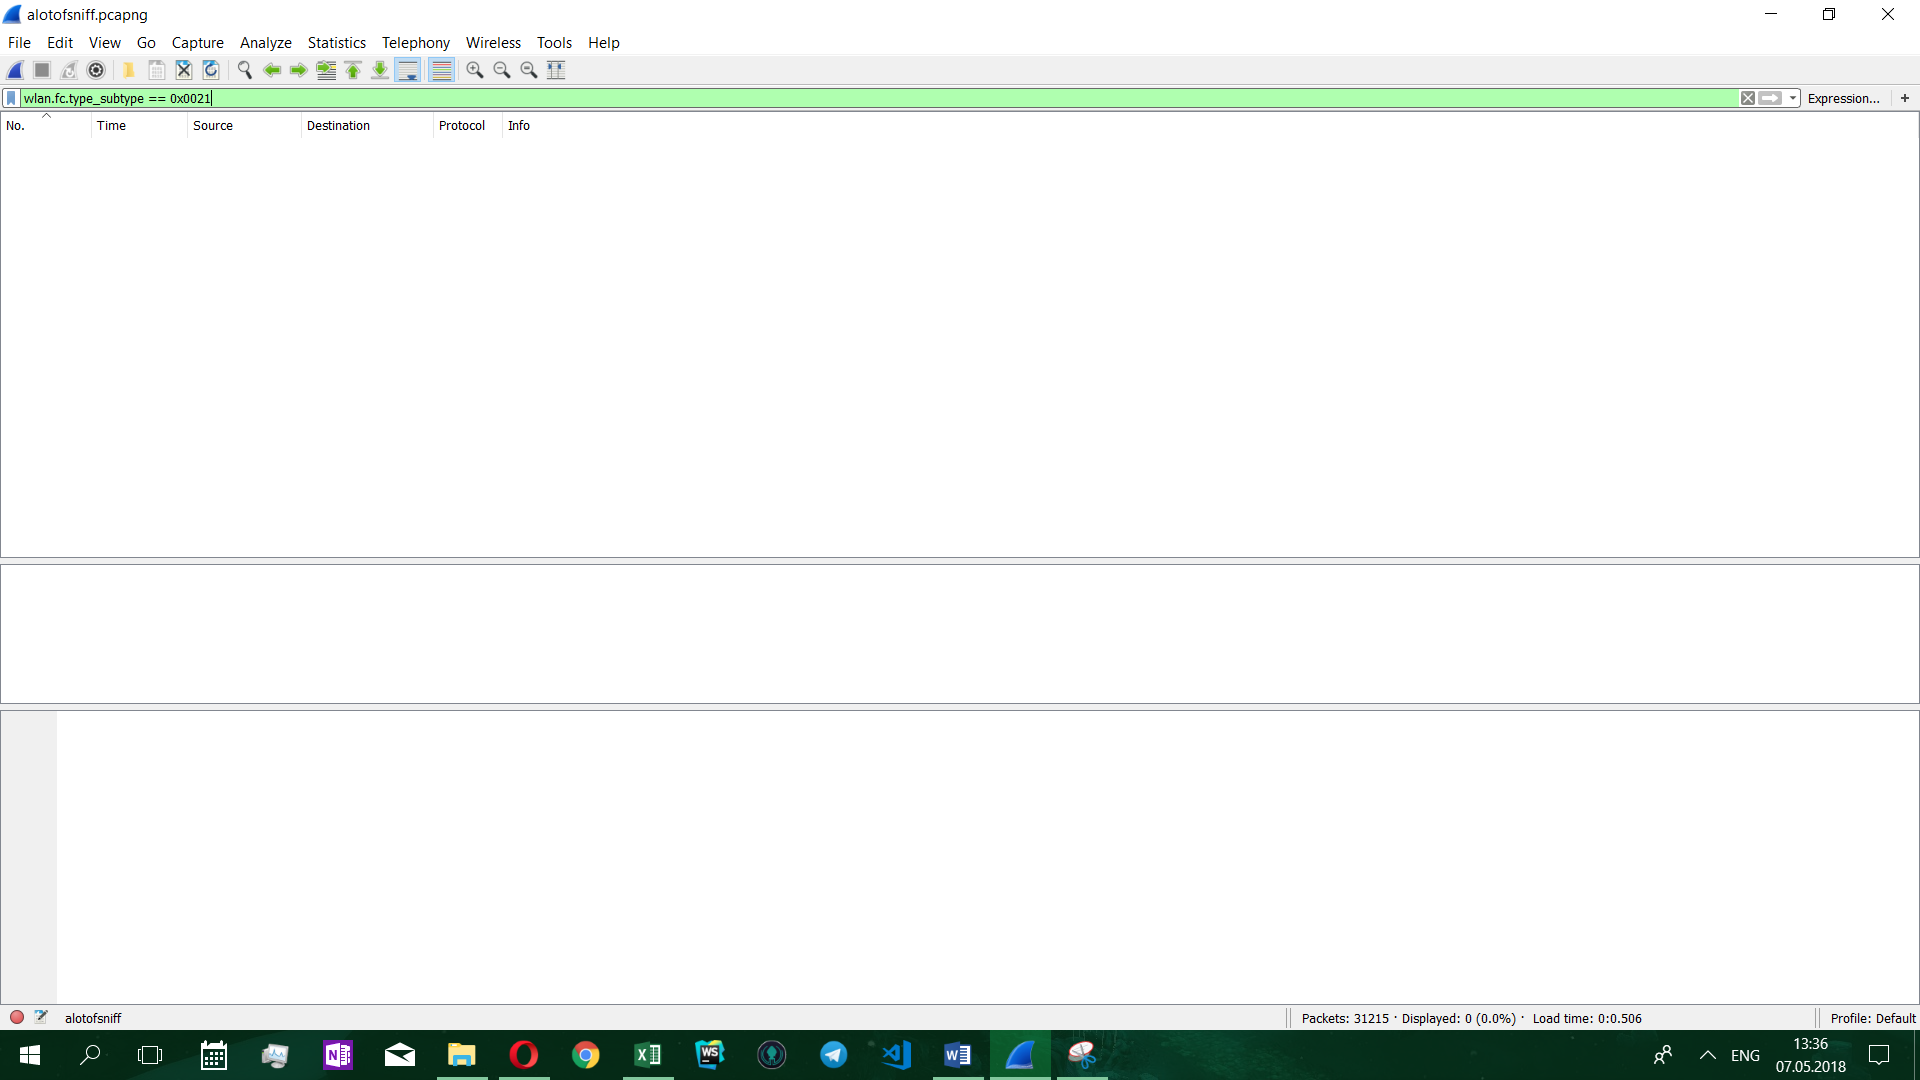 alotofsniff.pcapng
File Edit View Go Capture Analyze Statistics Telephony Wireless Tools Help
wlan.fc.type_subtype == 0x0021
Expression... +
No. Time Source Destination Protocol Info
alotofsniff
Packets: 31215 · Displayed: 0 (0.0%) · Load time: 0:0.506
Profile: Default
N
X
WS
W
ENG
13:36
07.05.2018